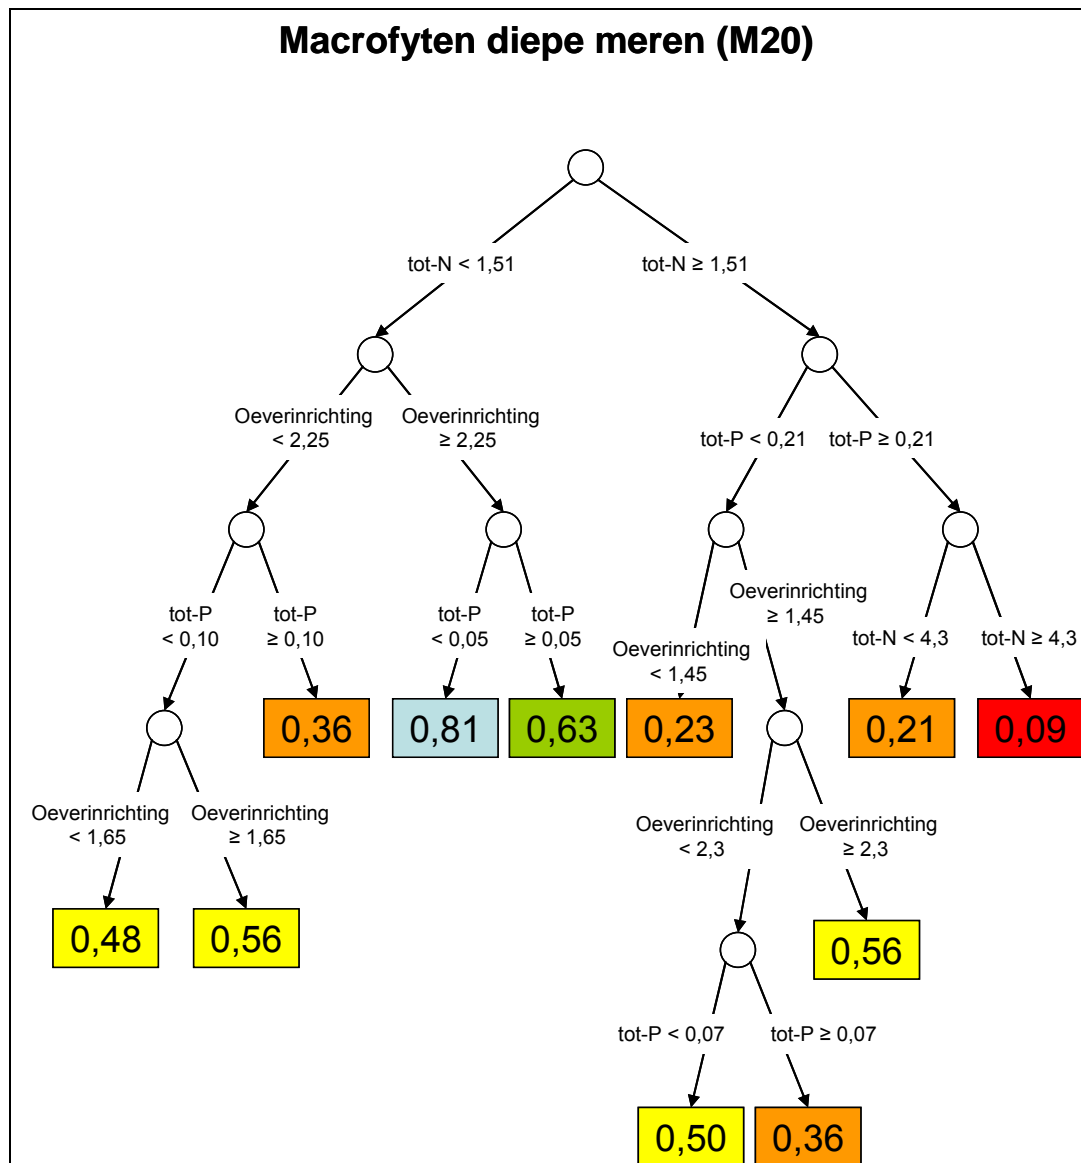 Macrofyten diepe meren (M20)
tot-N < 1,51
tot-N ≥ 1,51
Oeverinrichting
< 2,25
Oeverinrichting
≥ 2,25
tot-P < 0,21
tot-P ≥ 0,21
tot-P
< 0,10
tot-P
≥ 0,10
tot-P
< 0,05
tot-P
≥ 0,05
Oeverinrichting
< 1,45
Oeverinrichting
≥ 1,45
tot-N < 4,3
tot-N ≥ 4,3
0,36
0,81
0,63
0,23
0,21
0,09
Oeverinrichting
< 1,65
Oeverinrichting
≥ 1,65
Oeverinrichting
< 2,3
Oeverinrichting
≥ 2,3
0,48
0,56
0,56
tot-P < 0,07
tot-P ≥ 0,07
0,50
0,36